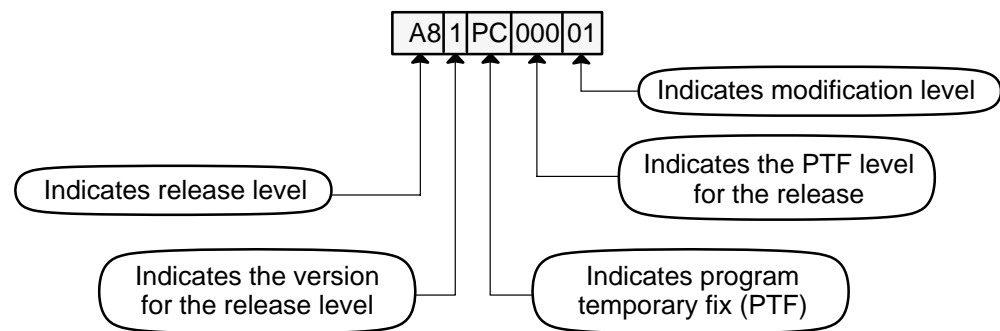 A8 1 PC 000 01
Indicates modification level
Indicates the PTF level
for the release
Indicates release level
Indicates the version
for the release level
Indicates program
temporary fix (PTF)